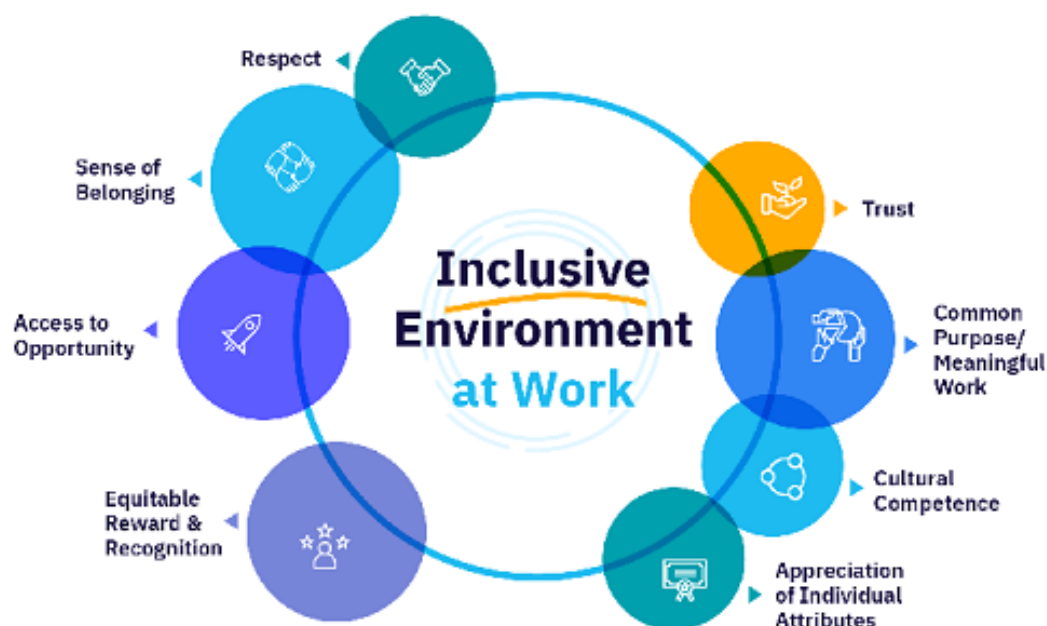 Respect
Sense of
Belonging
Access to
Opportunity
Equitable
Reward &
Recognition
Inclusive
Environment
at Work
Trust
Common
Purpose/
Meaningful
Work
Cultural
Competence
Appreciation
of Individual
Attributes